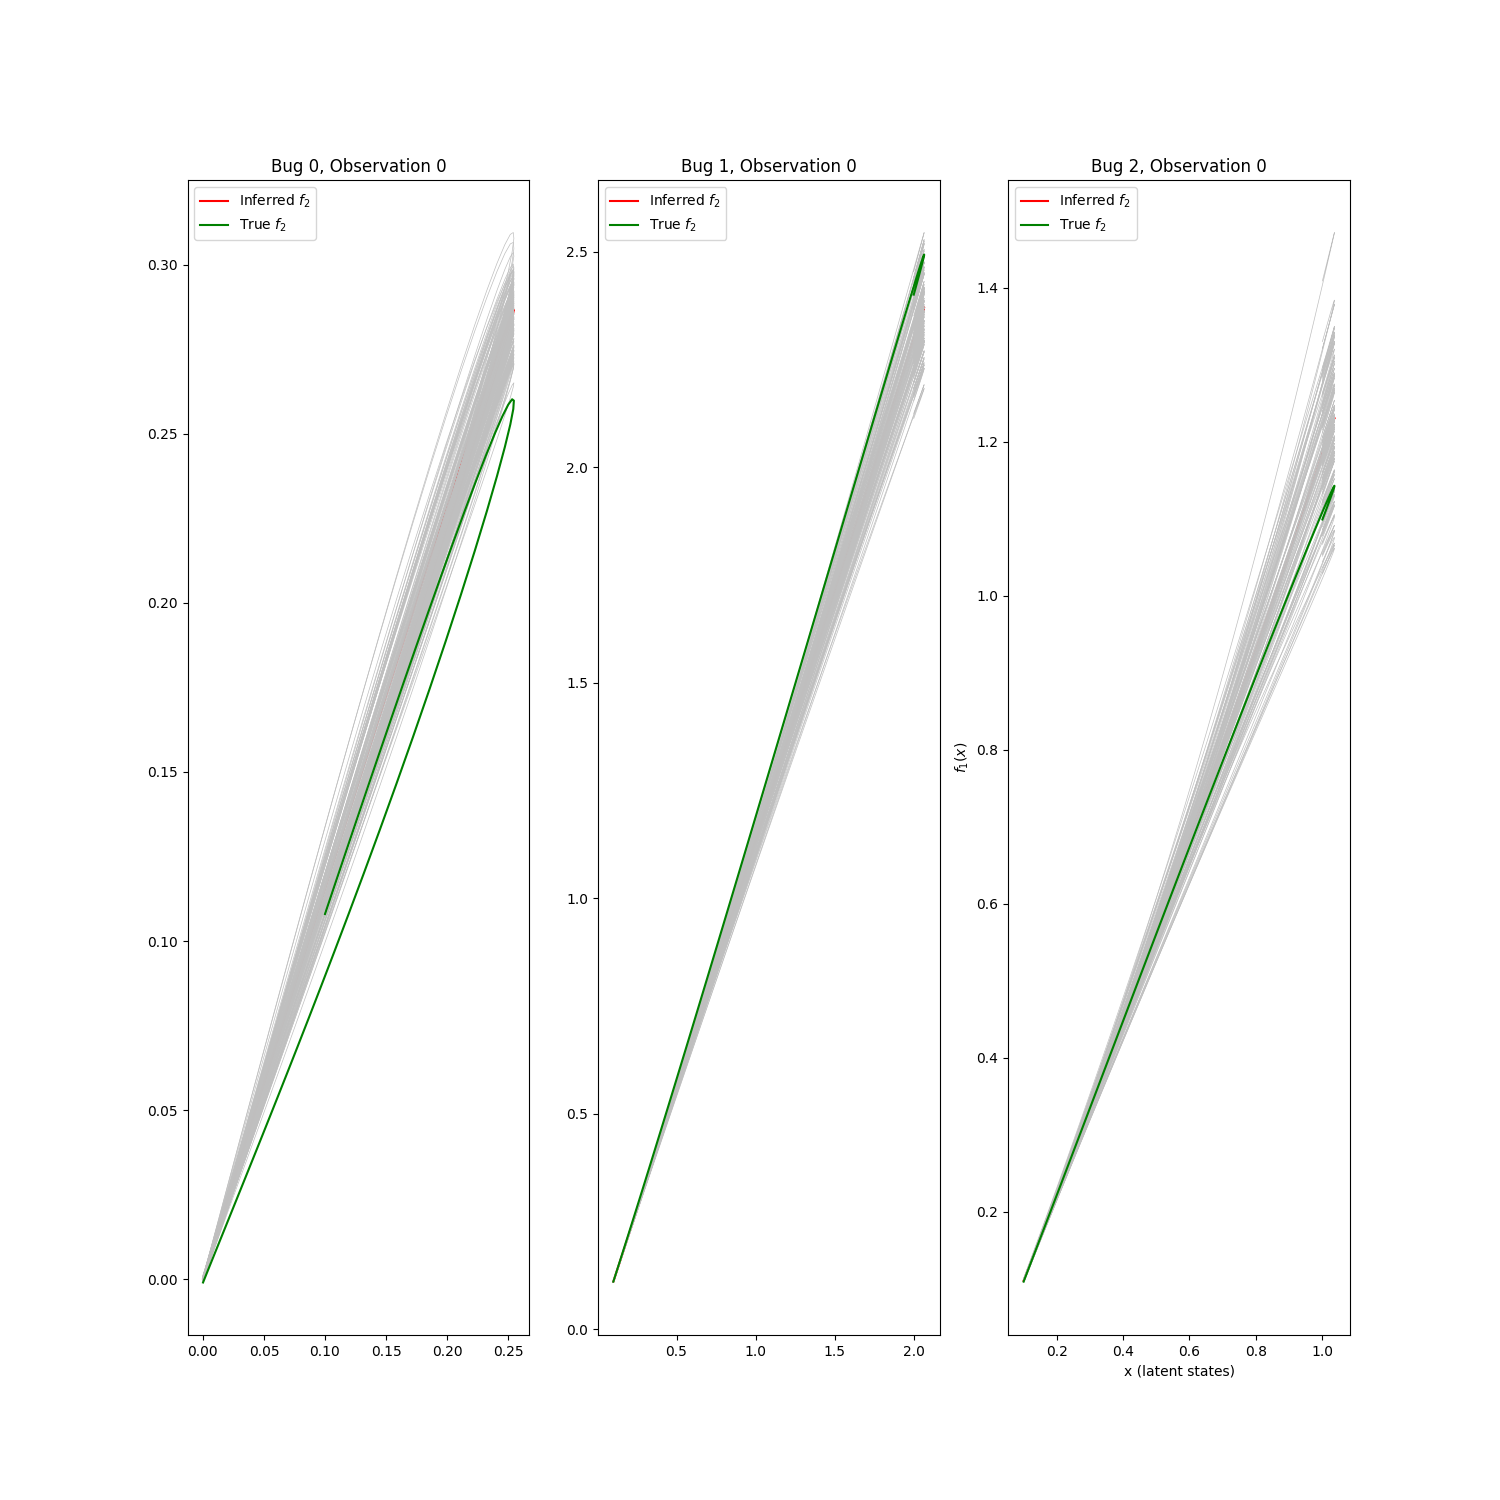 Bug 0, Observation 0
Inferred f₂
True f₂
0.30
0.25
0.20
0.15
0.10
0.05
0.00
0.00 0.05 0.10 0.15 0.20 0.25
Bug 1, Observation 0
Inferred f₂
True f₂
2.5
2.0
1.5
1.0
0.5
0.0
0.5 1.0 1.5 2.0
Bug 2, Observation 0
Inferred f₂
True f₂
f₁(x)
1.4
1.2
1.0
0.8
0.6
0.4
0.2
0.2 0.4 0.6 0.8 1.0
x (latent states)